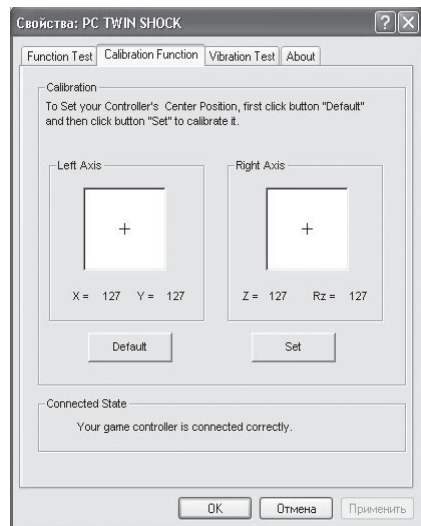 Свойства: PC TWIN SHOCK
Function Test Calibration Function Vibration Test About
Calibration
To Set your Controller's Center Position, first click button "Default"
and then click button "Set" to calibrate it.
Left Axis Right Axis
X = 127 Y = 127 Z = 127 Rz = 127
Default Set
Connected State
Your game controller is connected correctly.
OK Отмена Применить